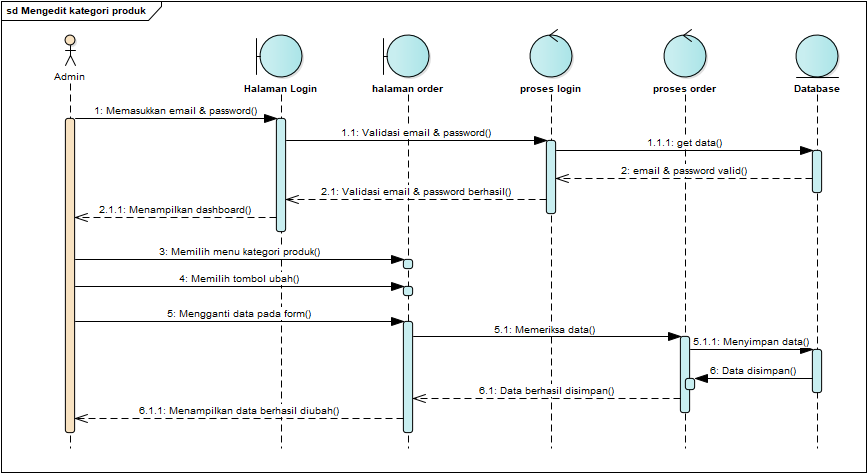 sd Mengedit kategori produk
Admin
Halaman Login
halaman order
proses login
proses order
Database
1: Memasukkan email & password()
1.1: Validasi email & password()
1.1.1: get data()
2: email & password valid()
2.1: Validasi email & password berhasil()
2.1.1: Menampilkan dashboard()
3: Memilih menu kategori produk()
4: Memilih tombol ubah()
5: Mengganti data pada form()
5.1: Memeriksa data()
5.1.1: Menyimpan data()
6: Data disimpan()
6.1: Data berhasil disimpan()
6.1.1: Menampilkan data berhasil diubah()